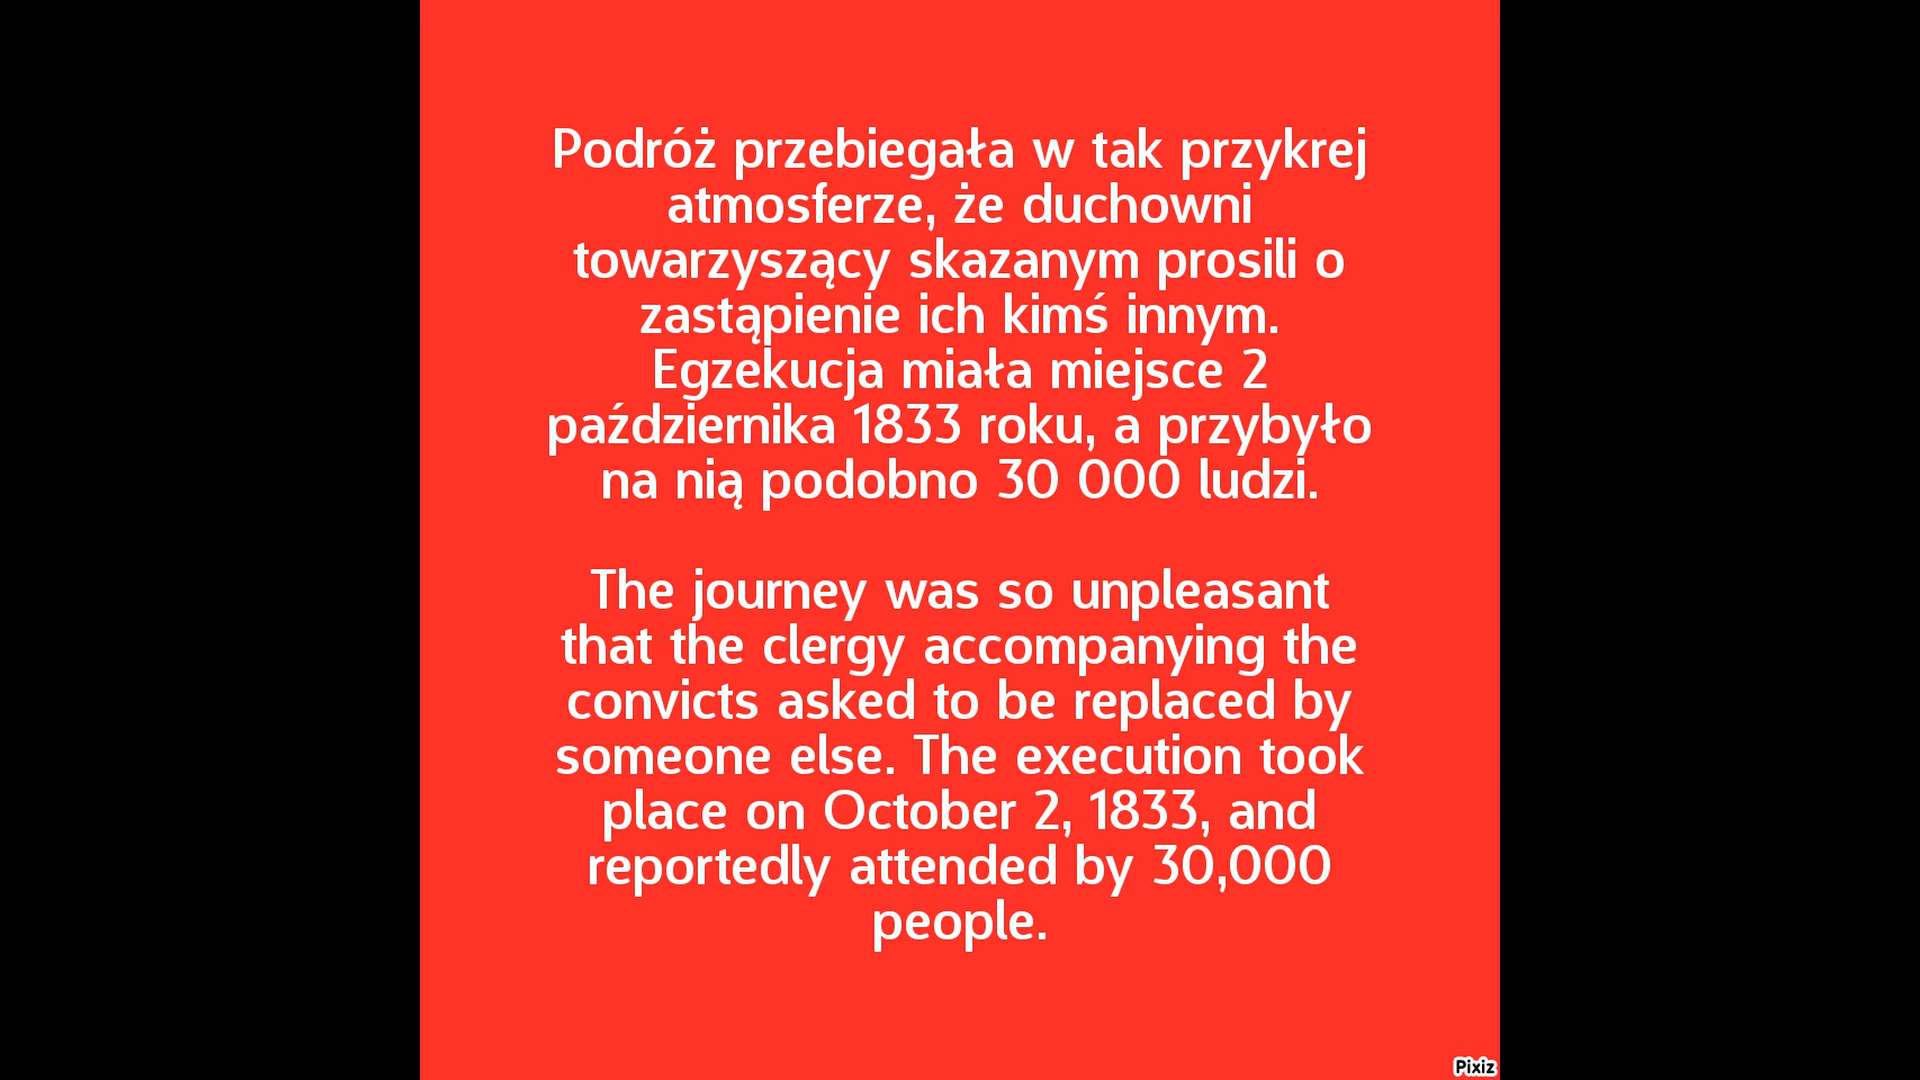 Podróż przebiegała w tak przykrej
atmosferze, że duchowni
towarzyszący skazanym prosili o
zastąpienie ich kimś innym.
Egzekucja miała miejsce 2
października 1833 roku, a przybyło
na nią podobno 30 000 ludzi.
The journey was so unpleasant
that the clergy accompanying the
convicts asked to be replaced by
someone else. The execution took
place on October 2, 1833, and
reportedly attended by 30,000
people.
Pixiz